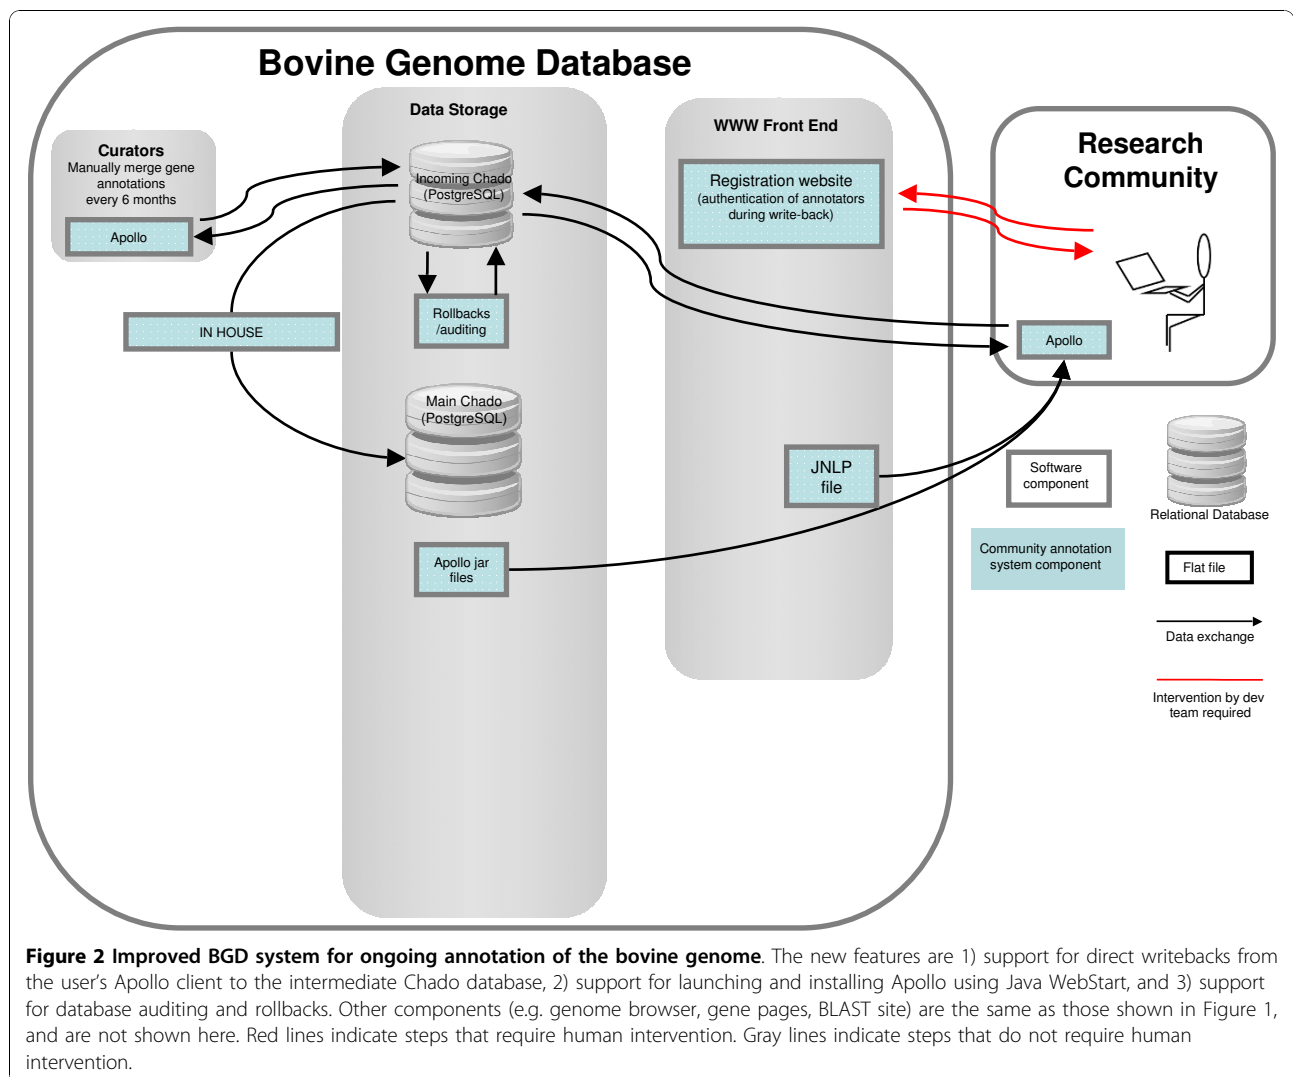 Bovine Genome Database
Data Storage
WWW Front End
Curators
Manually merge gene
annotations
every 6 months
Apollo
Incoming Chado
(PostgreSQL)
Registration website
(authentication of annotators
during write-back)
Research
Community
IN HOUSE
Rollbacks
/auditing
Apollo
Main Chado
(PostgreSQL)
JNLP
file
Apollo jar
files
Software
component
Relational Database
Community annotation
system component
Flat file
Data exchange
Intervention by dev
team required
Figure 2 Improved BGD system for ongoing annotation of the bovine genome. The new features are 1) support for direct writebacks from
the user's Apollo client to the intermediate Chado database, 2) support for launching and installing Apollo using Java WebStart, and 3) support
for database auditing and rollbacks. Other components (e.g. genome browser, gene pages, BLAST site) are the same as those shown in Figure 1,
and are not shown here. Red lines indicate steps that require human intervention. Gray lines indicate steps that do not require human
intervention.